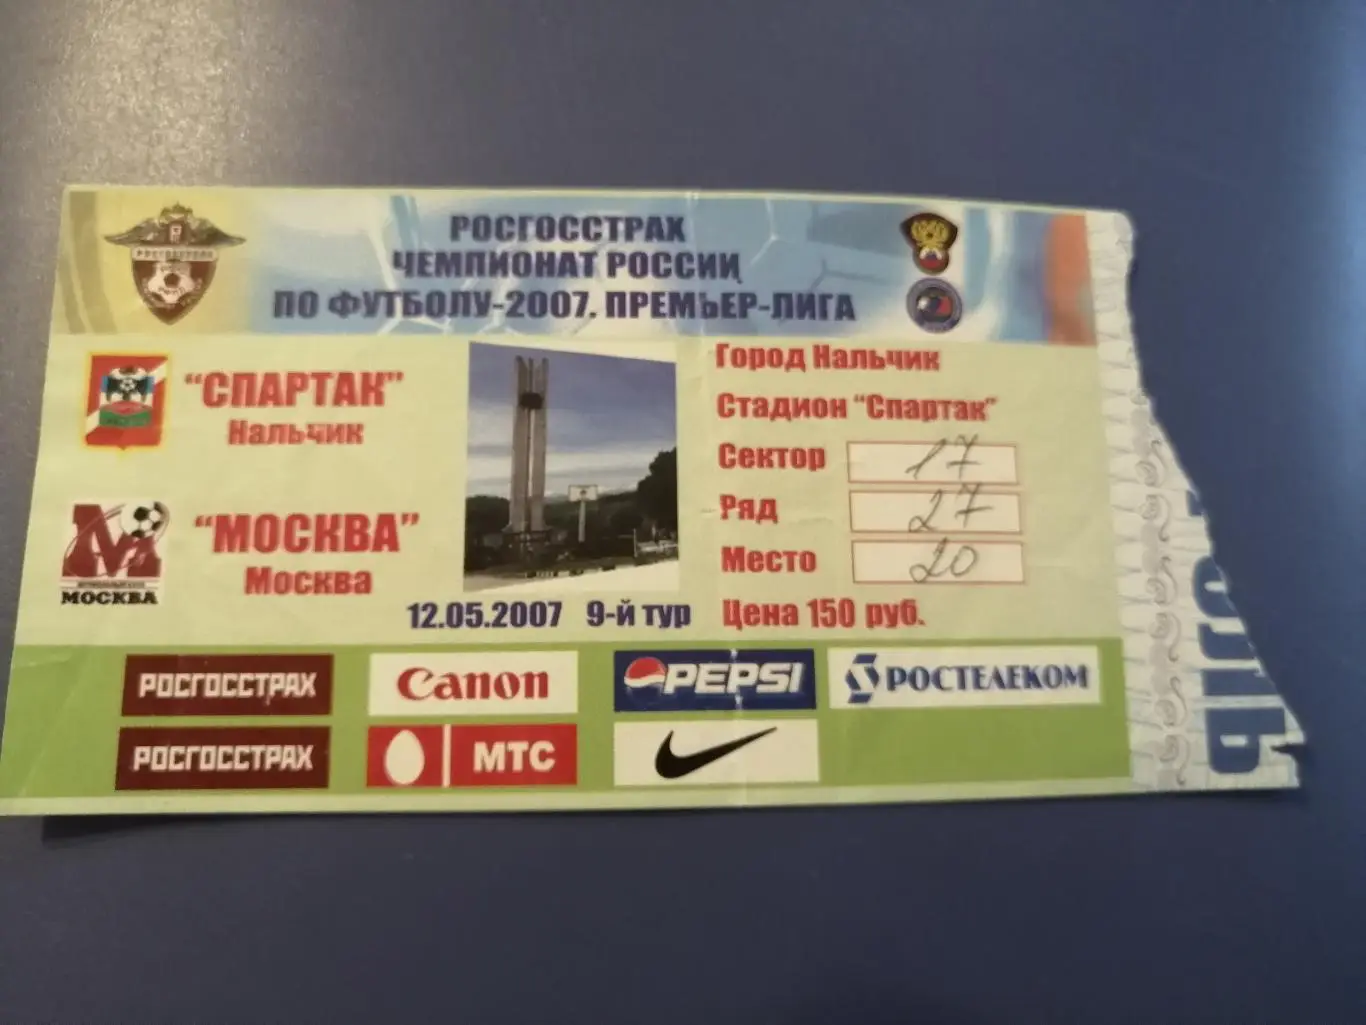 РОСГОССТРАХ
ЧЕМПИОНАТ РОССИИ
ПО ФУТБОЛУ-2007. ПРЕМЬЕР-ЛИГА
"СПАРТАК"
Нальчик
"МОСКВА"
Москва
МОСКВА
12.05.2007 9-й тур
Город Нальчик
Стадион "Спартак"
Сектор 17
Ряд 27
Место 20
Цена 150 руб.
РОСГОССТРАХ Canon PEPSI РОСТЕЛЕКОМ
РОСГОССТРАХ МТС
ОЛЬ